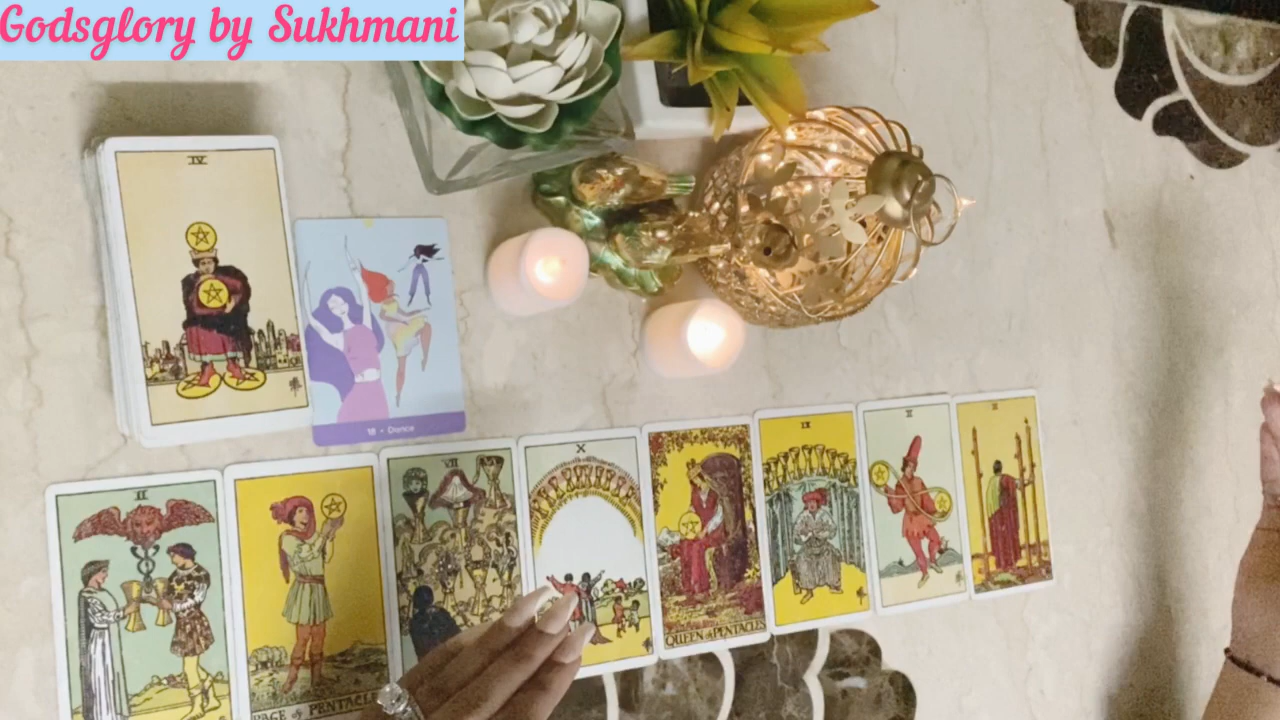 Godsglory by Sukhmani
IV
18 - Dance
II
PAGE of PENTACLES
VII
X
QUEEN of PENTACLES
IX
II
III